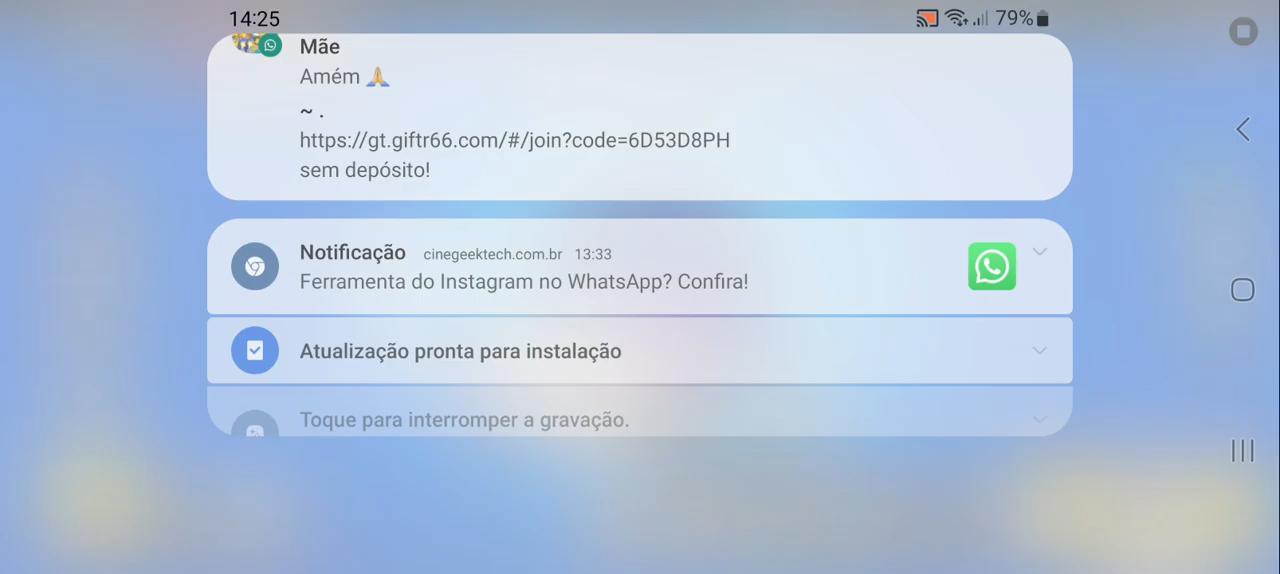 14:25
79%
Mãe
Amém 🙏
~ .
https://gt.giftr66.com/#/join?code=6D53D8PH
sem depósito!
Notificação cinegeektech.com.br 13:33
Ferramenta do Instagram no WhatsApp? Confira!
Atualização pronta para instalação
Toque para interromper a gravação.